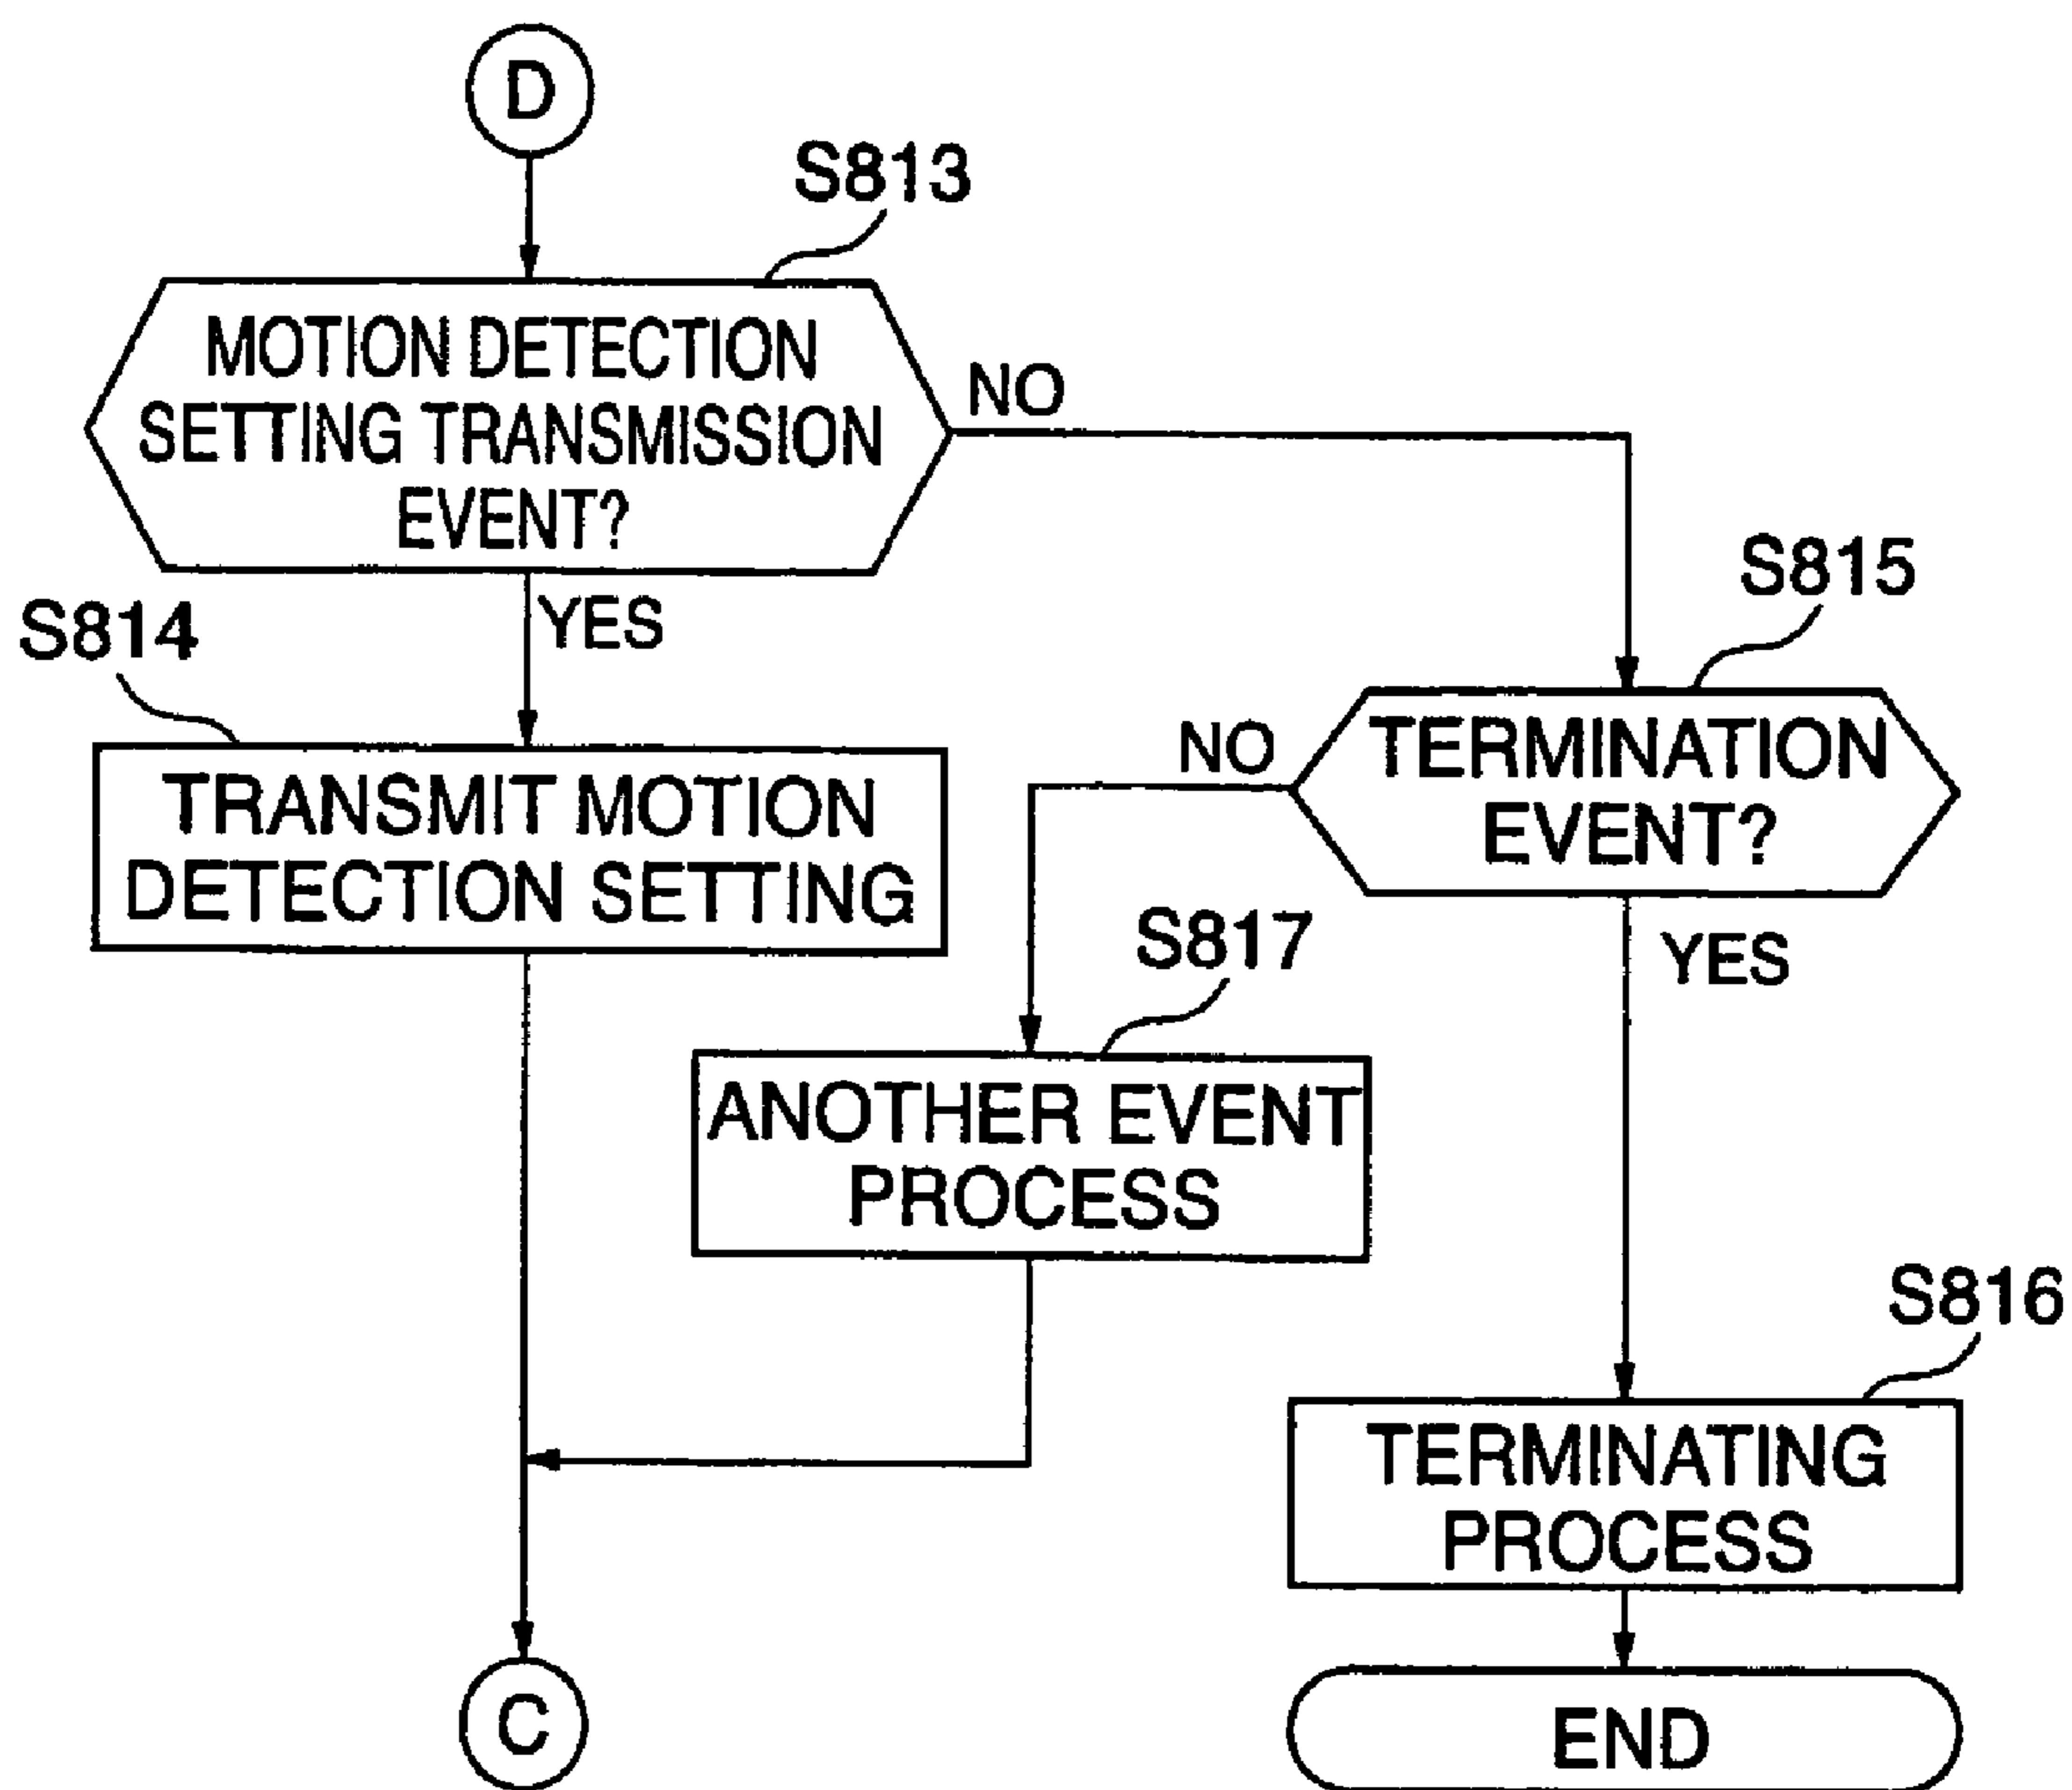 D
S813
MOTION DETECTION
SETTING TRANSMISSION
EVENT?
NO
YES
S814
TRANSMIT MOTION
DETECTION SETTING
S815
TERMINATION
EVENT?
NO
YES
S817
ANOTHER EVENT
PROCESS
S816
TERMINATING
PROCESS
C
END